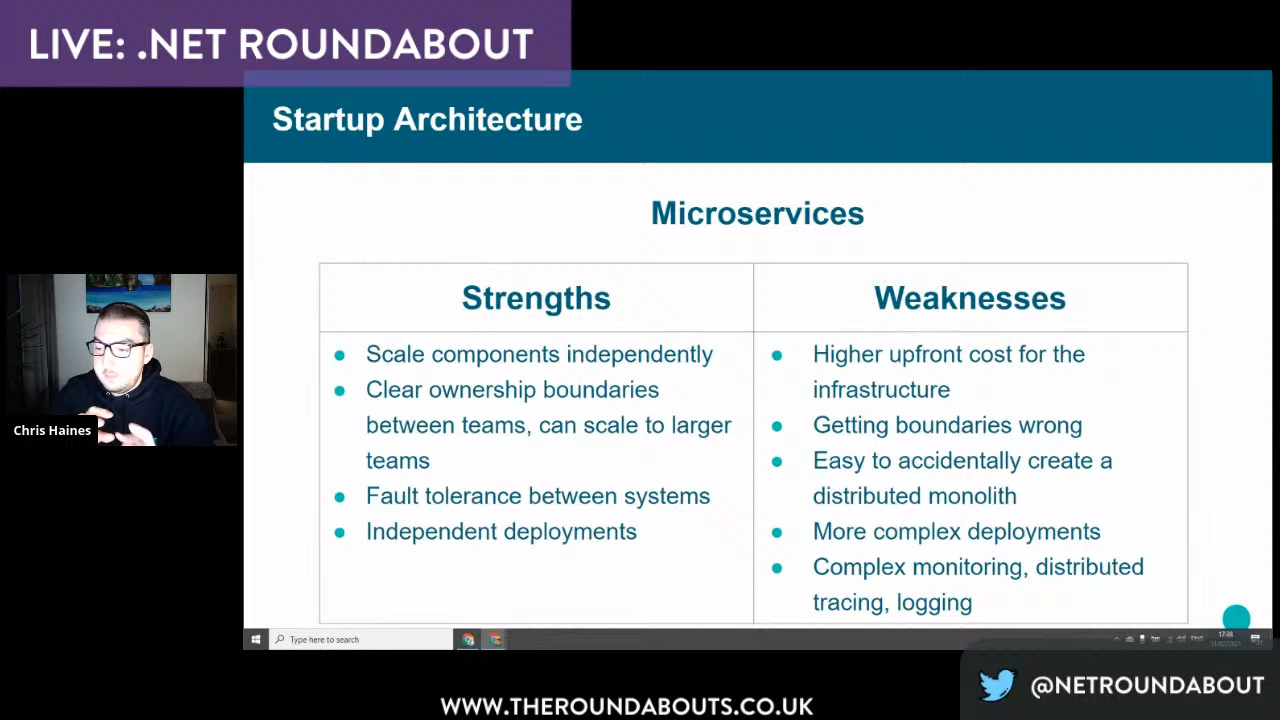 LIVE: .NET ROUNDABOUT
Startup Architecture
Microservices
Strengths
Scale components independently
Clear ownership boundaries
between teams, can scale to larger
teams
Fault tolerance between systems
Independent deployments
Weaknesses
Higher upfront cost for the
infrastructure
Getting boundaries wrong
Easy to accidentally create a
distributed monolith
More complex deployments
Complex monitoring, distributed
tracing, logging
Chris Haines
Type here to search
17:38
@NETROUNDABOUT
WWW.THEROUNDABOUTS.CO.UK